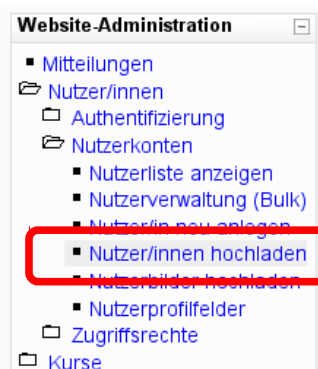 Website-Administration
Mitteilungen
Nutzer/innen
Authentifizierung
Nutzerkonten
Nutzerliste anzeigen
Nutzerverwaltung (Bulk)
Nutzer/in neu anlegen
Nutzer/innen hochladen
Nutzerbilder hochladen
Nutzerprofilfelder
Zugriffsrechte
Kurse